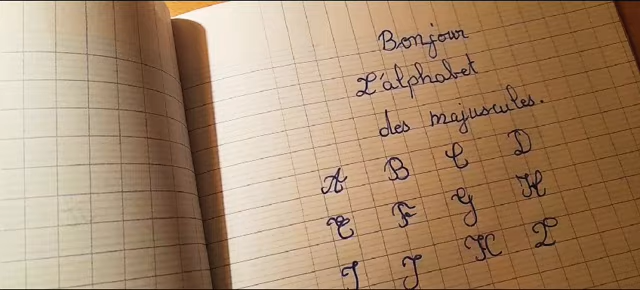 Bonjour
L'alphabet
des majuscules.
A B C D
E F G H
I J K L